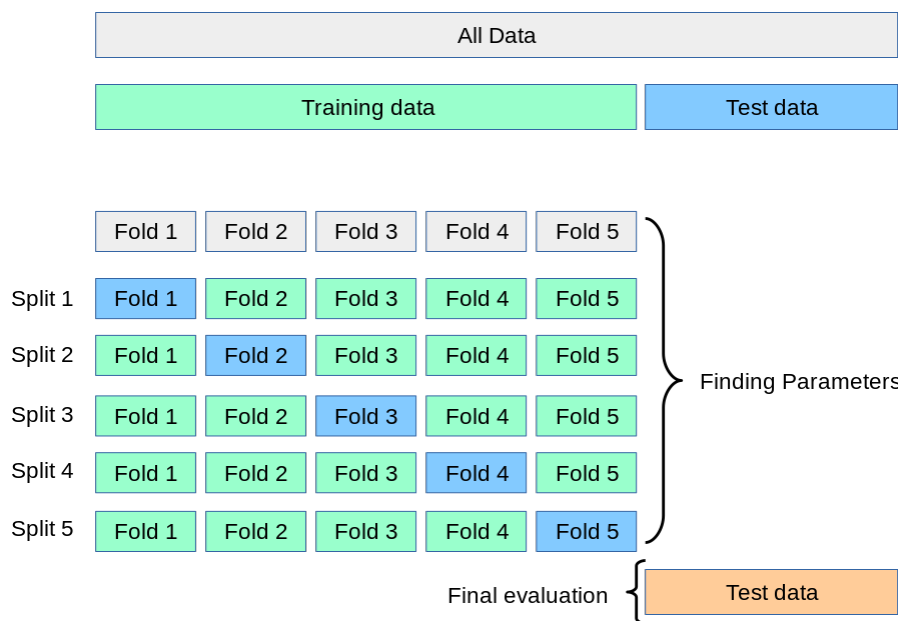 All Data
Training data Test data
Fold 1 Fold 2 Fold 3 Fold 4 Fold 5
Split 1 Fold 1 Fold 2 Fold 3 Fold 4 Fold 5
Split 2 Fold 1 Fold 2 Fold 3 Fold 4 Fold 5
Finding Parameters
Split 3 Fold 1 Fold 2 Fold 3 Fold 4 Fold 5
Split 4 Fold 1 Fold 2 Fold 3 Fold 4 Fold 5
Split 5 Fold 1 Fold 2 Fold 3 Fold 4 Fold 5
Final evaluation Test data